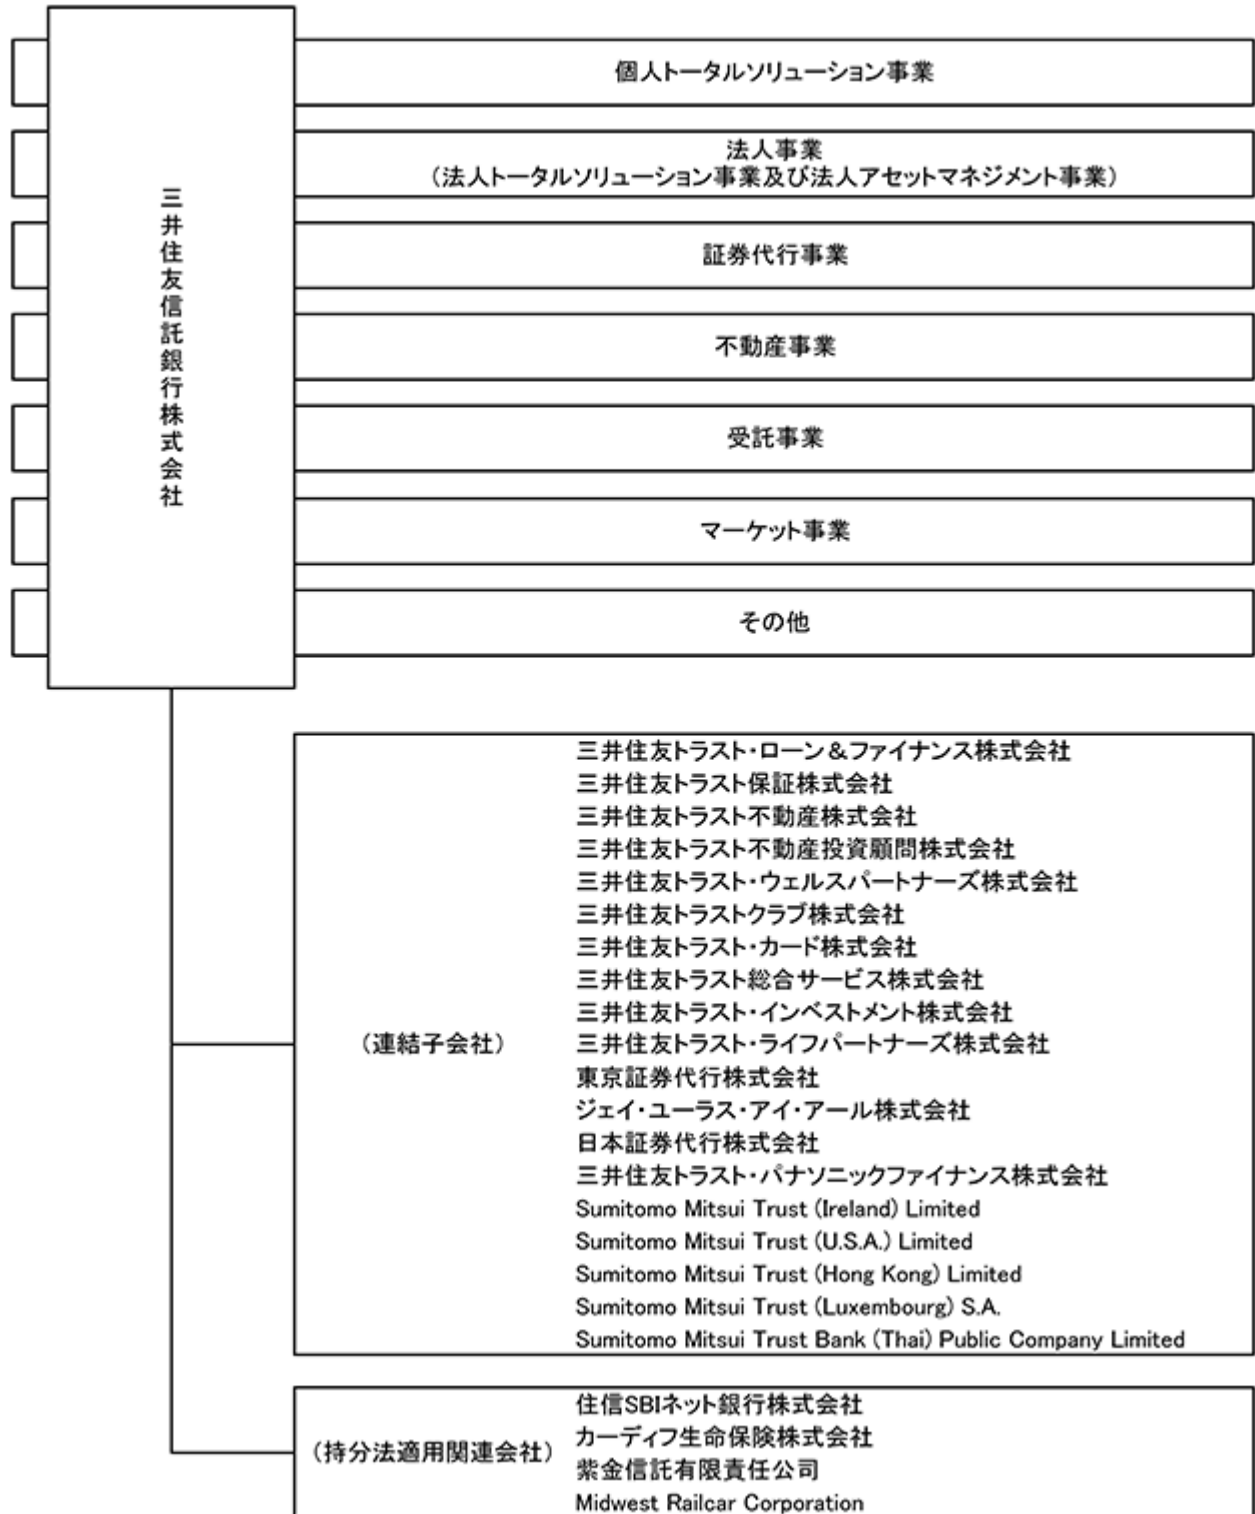 三井住友信託銀行株式会社
個人トータルソリューション事業
法人事業
（法人トータルソリューション事業及び法人アセットマネジメント事業）
証券代行事業
不動産事業
受託事業
マーケット事業
その他
（連結子会社）
三井住友トラスト・ローン＆ファイナンス株式会社
三井住友トラスト保証株式会社
三井住友トラスト不動産株式会社
三井住友トラスト不動産投資顧問株式会社
三井住友トラスト・ウェルスパートナーズ株式会社
三井住友トラストクラブ株式会社
三井住友トラスト・カード株式会社
三井住友トラスト総合サービス株式会社
三井住友トラスト・インベストメント株式会社
三井住友トラスト・ライフパートナーズ株式会社
東京証券代行株式会社
ジェイ・ユーラス・アイ・アール株式会社
日本証券代行株式会社
三井住友トラスト・パナソニックファイナンス株式会社
Sumitomo Mitsui Trust (Ireland) Limited
Sumitomo Mitsui Trust (U.S.A.) Limited
Sumitomo Mitsui Trust (Hong Kong) Limited
Sumitomo Mitsui Trust (Luxembourg) S.A.
Sumitomo Mitsui Trust Bank (Thai) Public Company Limited
（持分法適用関連会社）
住信SBIネット銀行株式会社
カーディフ生命保険株式会社
紫金信託有限責任公司
Midwest Railcar Corporation